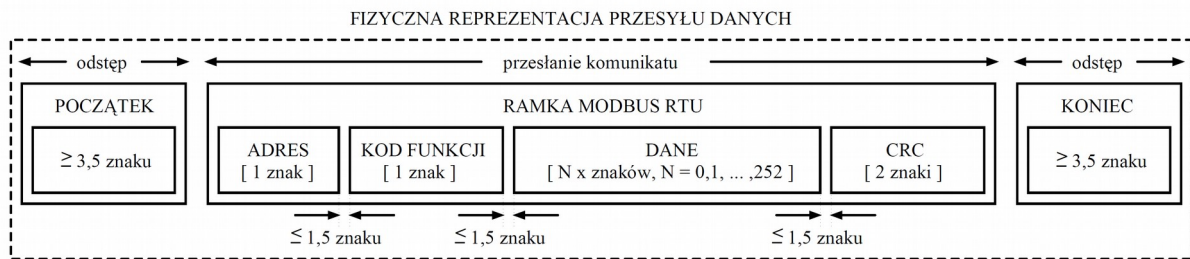 FIZYCZNA REPREZENTACJA PRZESYŁU DANYCH
odstęp
przesłanie komunikatu
odstęp
POCZĄTEK
RAMKA MODBUS RTU
KONIEC
≥ 3,5 znaku
ADRES
[ 1 znak ]
KOD FUNKCJI
[ 1 znak ]
DANE
[ N x znaków, N = 0,1, ... ,252 ]
CRC
[ 2 znaki ]
≥ 3,5 znaku
≤ 1,5 znaku
≤ 1,5 znaku
≤ 1,5 znaku